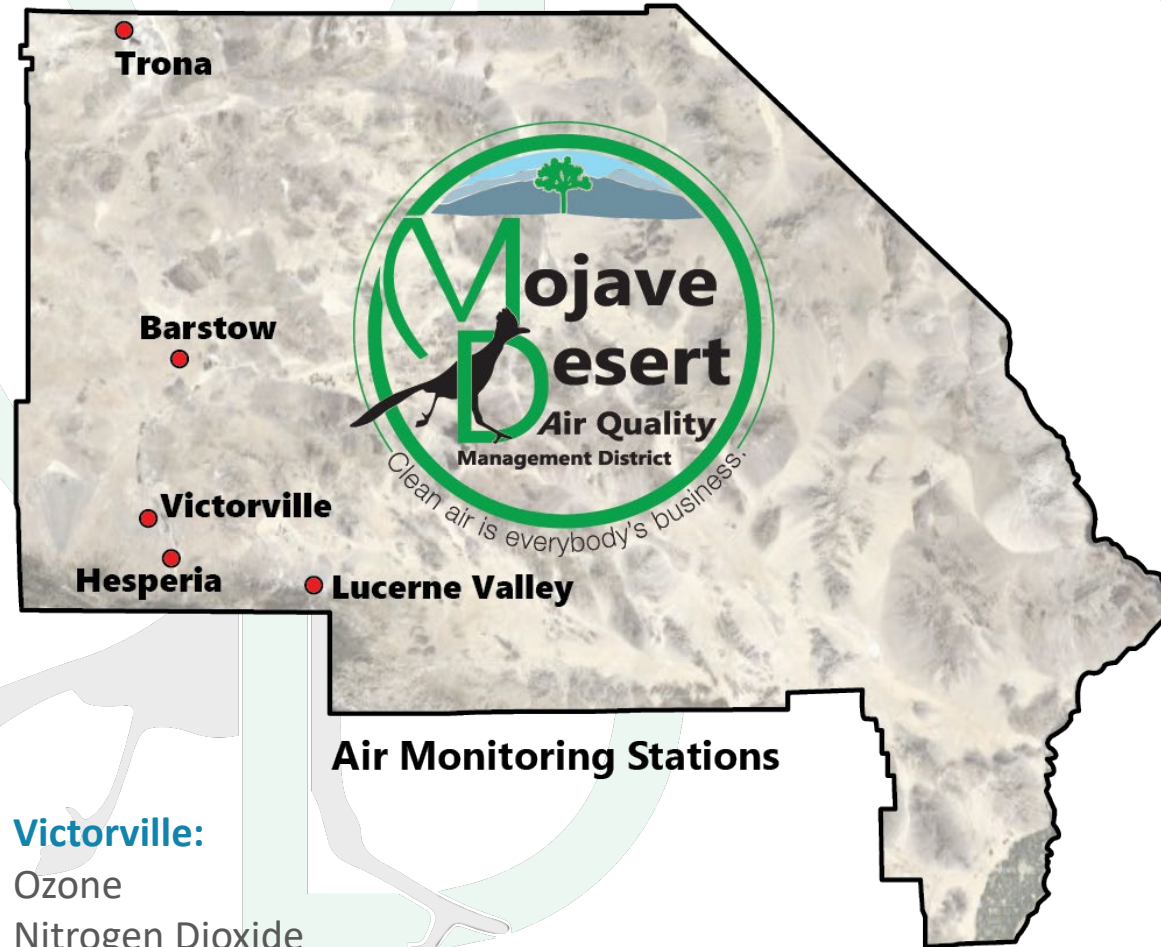 Trona
Mojave
Desert
Air Quality
Management District
Clean air is everybody's business.
Barstow
Victorville
Hesperia
Lucerne Valley
Air Monitoring Stations
Victorville:
Ozone
Nitrogen Dioxide